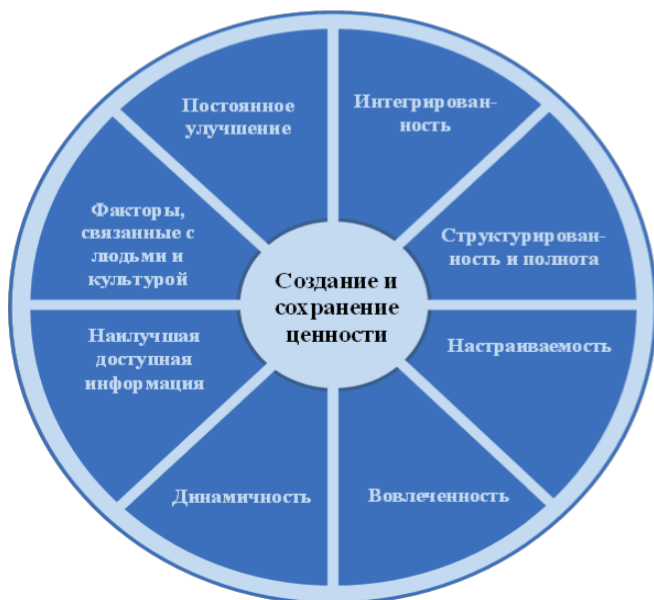 Постоянное
улучшение
Интегрирован-
ность
Факторы,
связанные с
людьми и
культурой
Структурирован-
ность и полнота
Создание и
сохранение
ценности
Наилучшая
доступная
информация
Настраиваемость
Динамичность
Вовлеченность